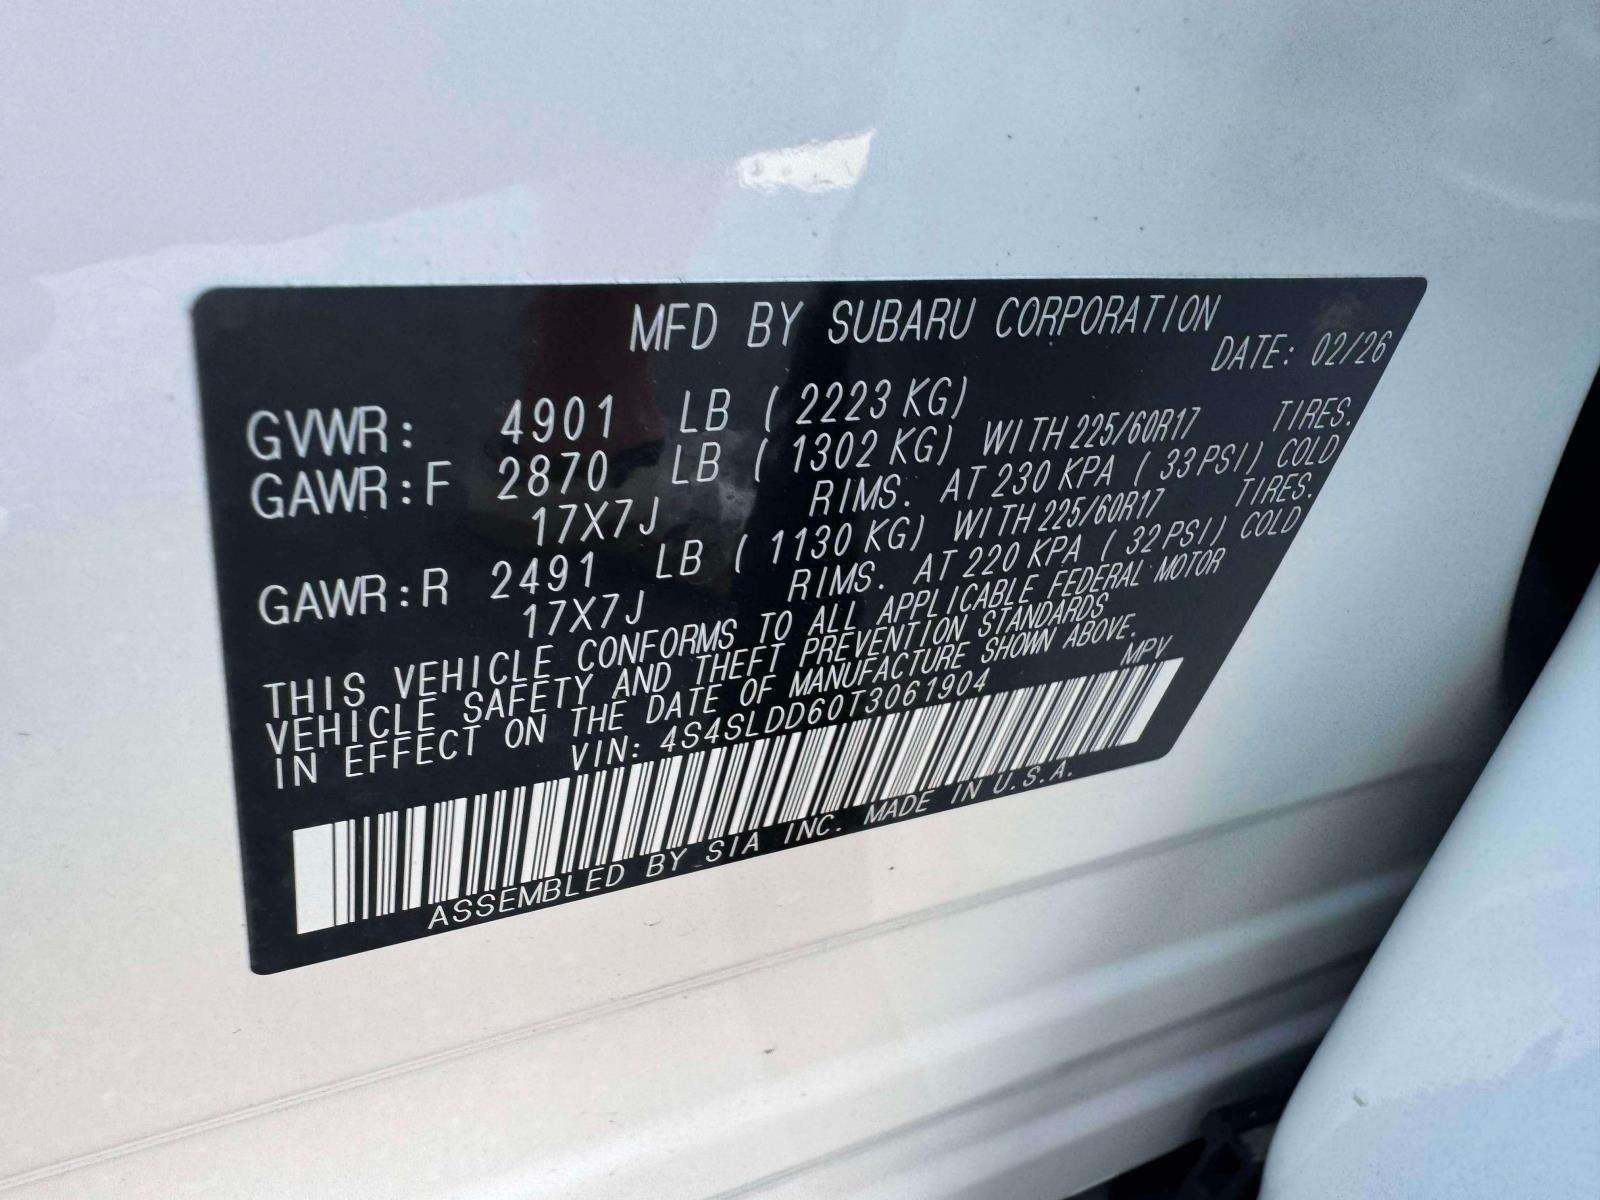 MFD BY SUBARU CORPORATION
DATE: 02/26
GVWR: 4901 LB ( 2223 KG)
GAWR:F 2870 LB ( 1302 KG) WITH 225/60R17 TIRES.
17X7J RIMS. AT 230 KPA ( 33 PSI) COLD
GAWR:R 2491 LB ( 1130 KG) WITH 225/60R17 TIRES.
17X7J RIMS. AT 220 KPA ( 32 PSI) COLD
THIS VEHICLE CONFORMS TO ALL APPLICABLE FEDERAL MOTOR
VEHICLE SAFETY AND THEFT PREVENTION STANDARDS
IN EFFECT ON THE DATE OF MANUFACTURE SHOWN ABOVE.
VIN: 4S4SLDD60T3061904 MPV
ASSEMBLED BY SIA INC. MADE IN U.S.A.